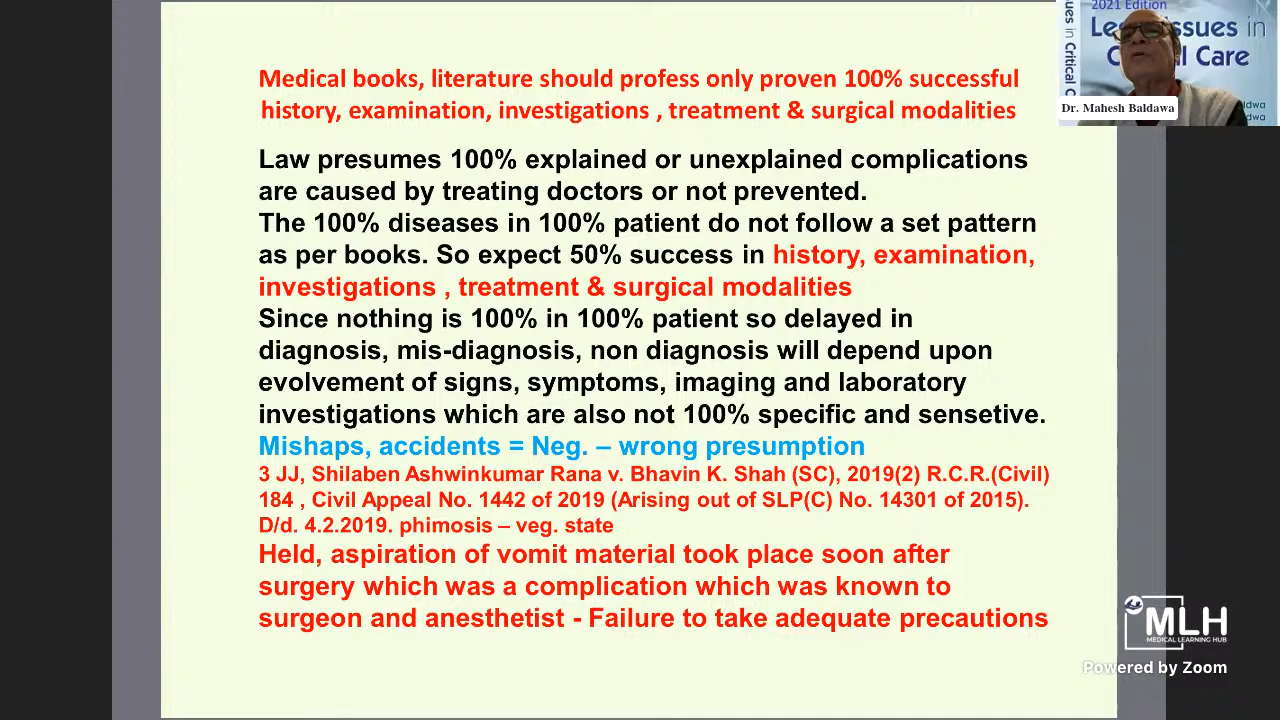 Medical books, literature should profess only proven 100% successful
history, examination, investigations , treatment & surgical modalities
Law presumes 100% explained or unexplained complications
are caused by treating doctors or not prevented.
The 100% diseases in 100% patient do not follow a set pattern
as per books. So expect 50% success in history, examination,
investigations , treatment & surgical modalities
Since nothing is 100% in 100% patient so delayed in
diagnosis, mis-diagnosis, non diagnosis will depend upon
evolvement of signs, symptoms, imaging and laboratory
investigations which are also not 100% specific and sensetive.
Mishaps, accidents = Neg. – wrong presumption
3 JJ, Shilaben Ashwinkumar Rana v. Bhavin K. Shah (SC), 2019(2) R.C.R.(Civil)
184 , Civil Appeal No. 1442 of 2019 (Arising out of SLP(C) No. 14301 of 2015).
D/d. 4.2.2019. phimosis – veg. state
Held, aspiration of vomit material took place soon after
surgery which was a complication which was known to
surgeon and anesthetist - Failure to take adequate precautions
2021 Edition
ssues in
Care
Dr. Mahesh Baldawa
MLH
MEDICAL LEARNING HUB
Powered by Zoom